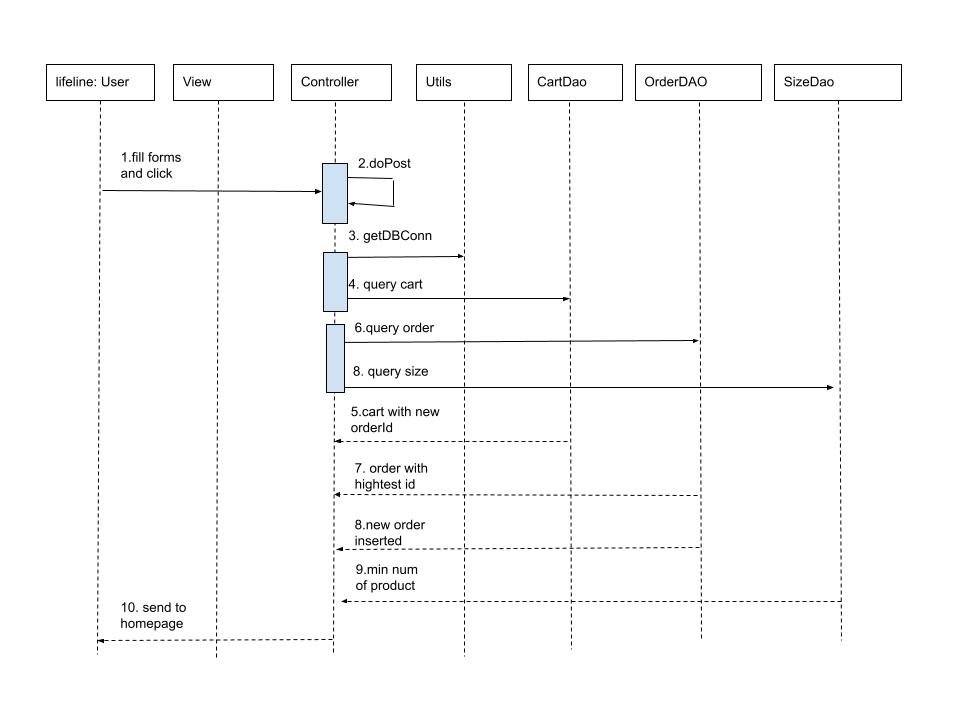 lifeline: User
View
Controller
Utils
CartDao
OrderDAO
SizeDao
1.fill forms
and click
2.doPost
3. getDBConn
4. query cart
6.query order
8. query size
5.cart with new
orderId
7. order with
hightest id
8.new order
inserted
9.min num
of product
10. send to
homepage